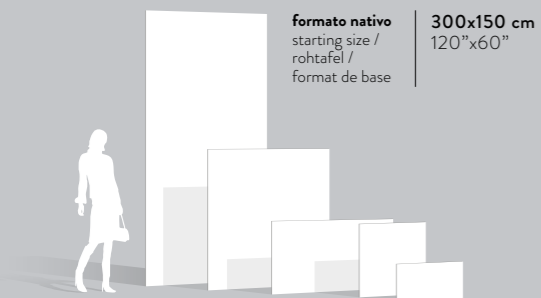 formato nativo
starting size /
rohtafel /
format de base
300x150 cm
120”x60”